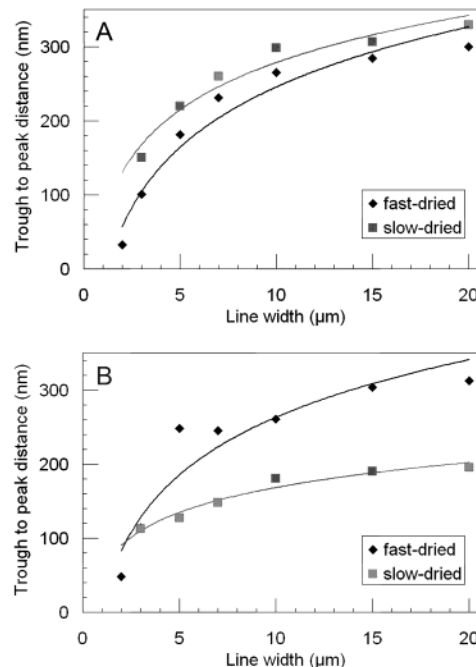 A
Trough to peak distance (nm)
300
200
100
0
fast-dried
slow-dried
0 5 10 15 20
Line width (µm)
B
Trough to peak distance (nm)
300
200
100
0
fast-dried
slow-dried
0 5 10 15 20
Line width (µm)